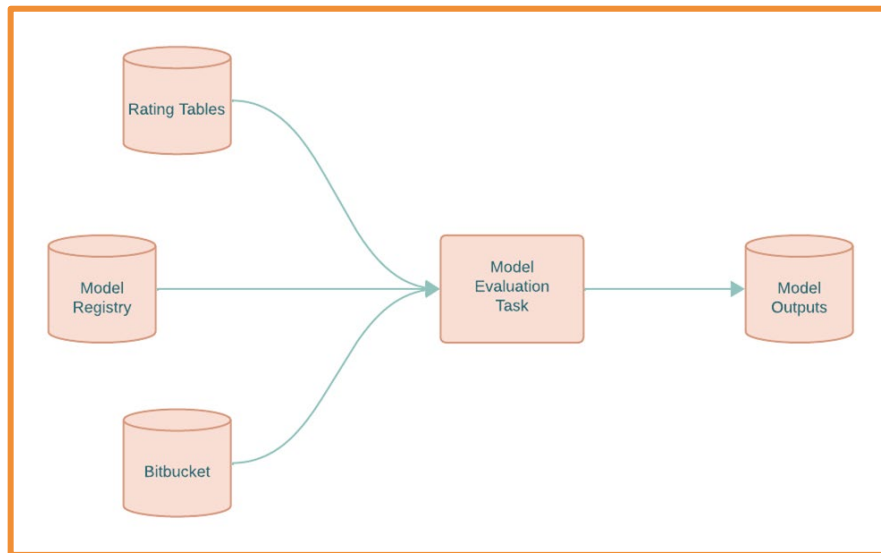 Rating Tables
Model
Registry
Model
Evaluation
Task
Model
Outputs
Bitbucket